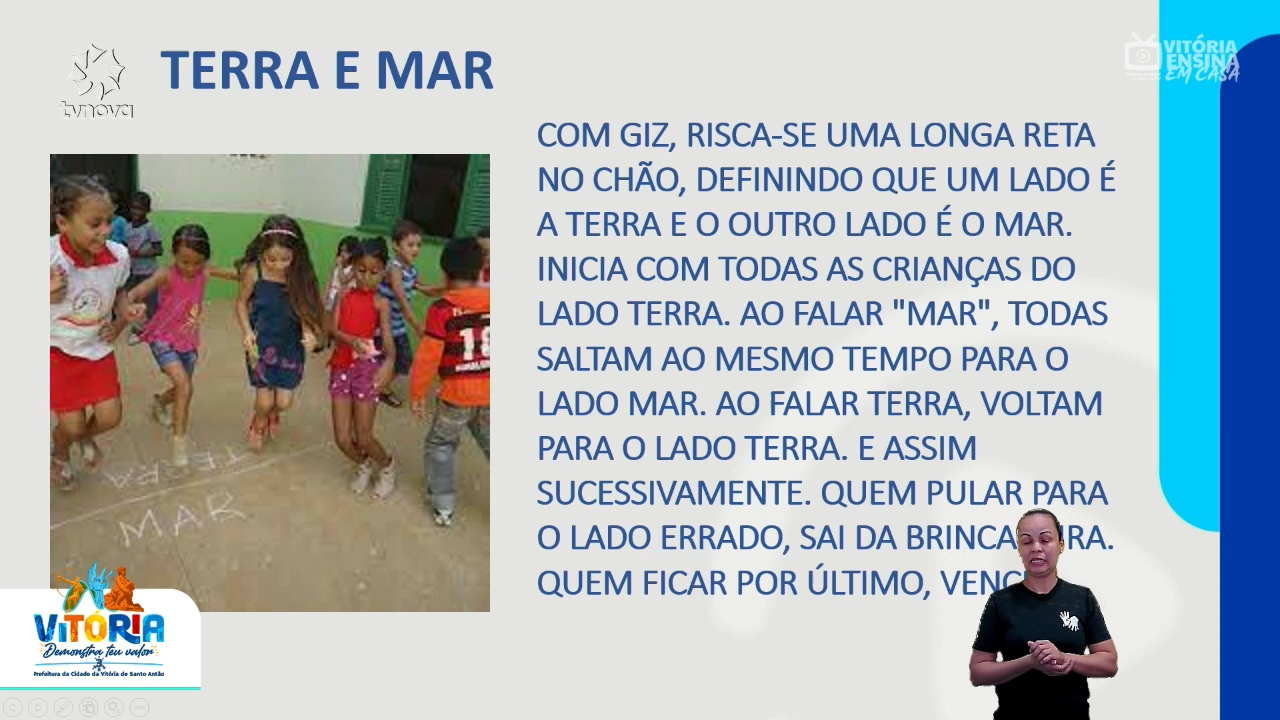 TERRA E MAR
tvnova
VITÓRIA
ENSINA
EM CASA
COM GIZ, RISCA-SE UMA LONGA RETA
NO CHÃO, DEFININDO QUE UM LADO É
A TERRA E O OUTRO LADO É O MAR.
INICIA COM TODAS AS CRIANÇAS DO
LADO TERRA. AO FALAR "MAR", TODAS
SALTAM AO MESMO TEMPO PARA O
LADO MAR. AO FALAR TERRA, VOLTAM
PARA O LADO TERRA. E ASSIM
SUCESSIVAMENTE. QUEM PULAR PARA
O LADO ERRADO, SAI DA
QUEM FICAR POR ÚLTIMO,
TERRA
MAR
VITÓRIA
Demonstra teu valor
Prefeitura da Cidade da Vitória de Santo Antão